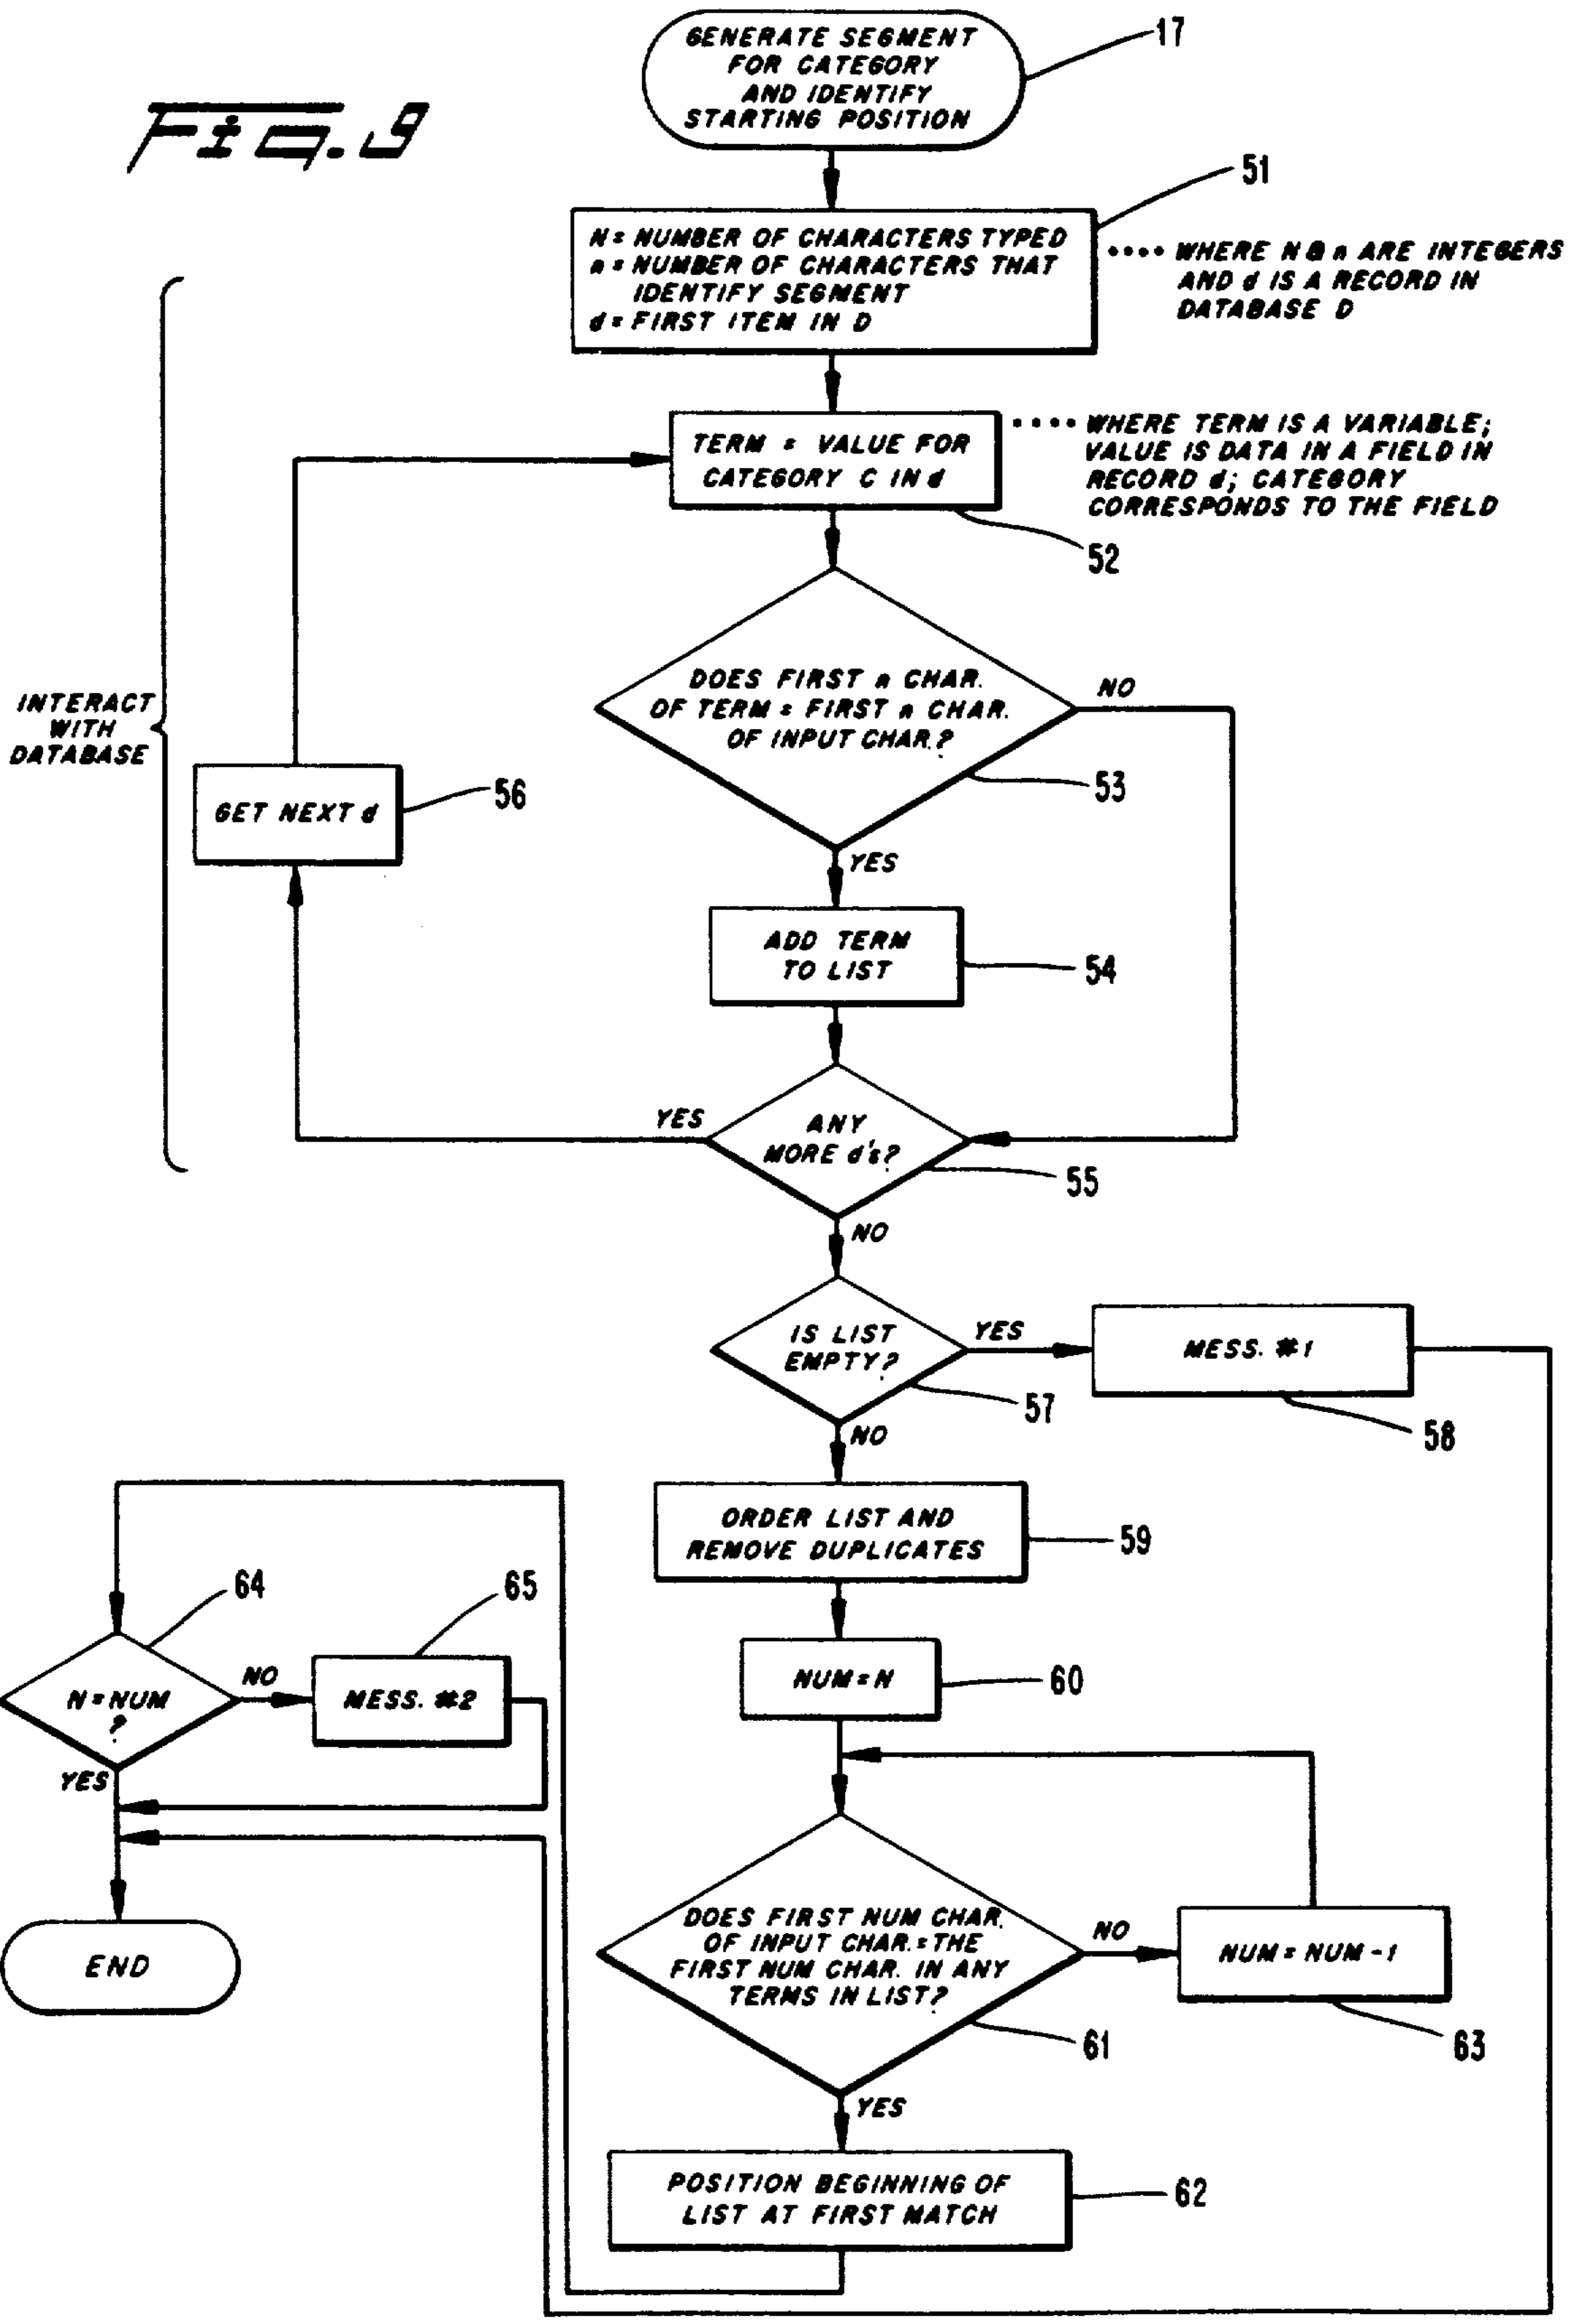 FIG. 9
GENERATE SEGMENT
FOR CATEGORY
AND IDENTIFY
STARTING POSITION
17
51
N = NUMBER OF CHARACTERS TYPED
n = NUMBER OF CHARACTERS THAT
IDENTIFY SEGMENT
d = FIRST ITEM IN D
•••• WHERE N & n ARE INTEGERS
AND d IS A RECORD IN
DATABASE D
TERM = VALUE FOR
CATEGORY C IN d
•••• WHERE TERM IS A VARIABLE;
VALUE IS DATA IN A FIELD IN
RECORD d; CATEGORY
CORRESPONDS TO THE FIELD
52
INTERACT
WITH
DATABASE
DOES FIRST n CHAR.
OF TERM = FIRST n CHAR.
OF INPUT CHAR.?
NO
53
YES
GET NEXT d
56
ADD TERM
TO LIST
54
YES
ANY
MORE d's?
55
NO
IS LIST
EMPTY?
YES
57
MESS. #1
58
NO
ORDER LIST AND
REMOVE DUPLICATES
59
NUM = N
60
DOES FIRST NUM CHAR.
OF INPUT CHAR. = THE
FIRST NUM CHAR. IN ANY
TERMS IN LIST?
NO
61
NUM = NUM - 1
63
YES
POSITION BEGINNING OF
LIST AT FIRST MATCH
62
64
N = NUM
?
NO
65
MESS. #2
YES
END